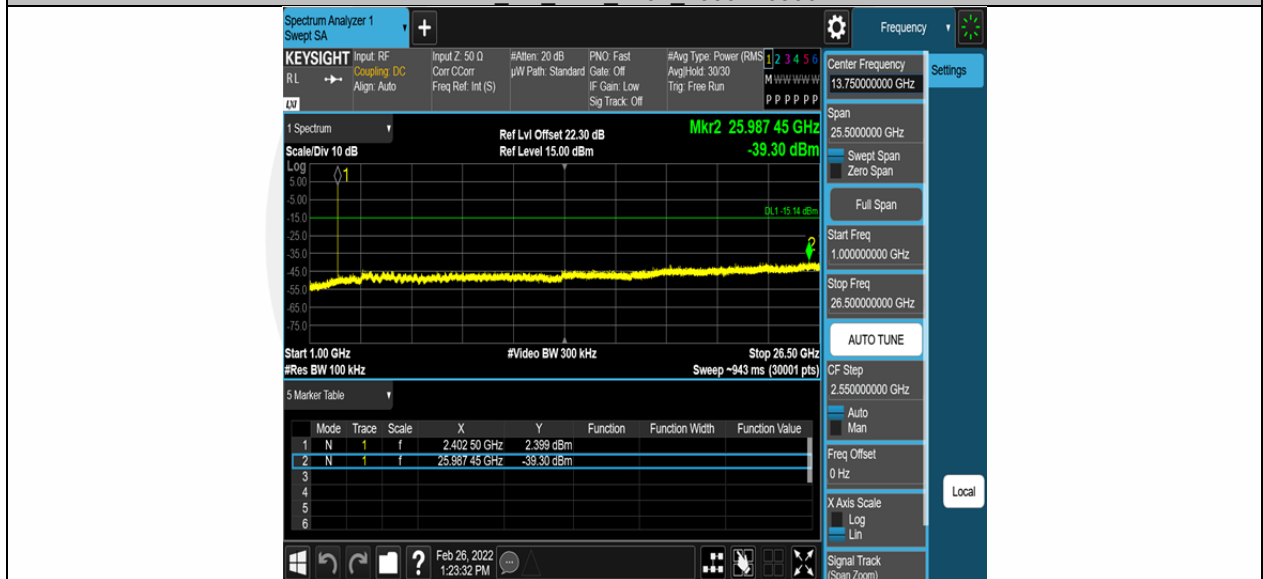 Spectrum Analyzer 1
Swept SA
+
Frequency
KEYSIGHT
RL
LXI
Input: RF
Coupling: DC
Align: Auto
Input Z: 50 Ω
Corr CCorr
Freq Ref: Int (S)
#Atten: 20 dB
µW Path: Standard
PNO: Fast
Gate: Off
IF Gain: Low
Sig Track: Off
#Avg Type: Power (RMS
Avg|Hold: 30/30
Trig: Free Run
1 2 3 4 5 6
M W W W W W
P P P P P P
1 Spectrum
Scale/Div 10 dB
Ref Lvl Offset 22.30 dB
Ref Level 15.00 dBm
Mkr2 25.987 45 GHz
-39.30 dBm
Log
5.00
-5.00
-15.0
-25.0
-35.0
-45.0
-55.0
-65.0
-75.0
1
DL1 -15.14 dBm
2
Start 1.00 GHz
#Video BW 300 kHz
Stop 26.50 GHz
#Res BW 100 kHz
Sweep ~943 ms (30001 pts)
5 Marker Table
Mode Trace Scale X Y Function Function Width Function Value
1 N 1 f 2.402 50 GHz 2.399 dBm
2 N 1 f 25.987 45 GHz -39.30 dBm
3
4
5
6
Feb 26, 2022
1:23:32 PM
?
Center Frequency
13.750000000 GHz
Settings
Span
25.5000000 GHz
Swept Span
Zero Span
Full Span
Start Freq
1.000000000 GHz
Stop Freq
26.500000000 GHz
AUTO TUNE
CF Step
2.550000000 GHz
Auto
Man
Freq Offset
0 Hz
X Axis Scale
Log
Lin
Local
Signal Track
(Span Zoom)